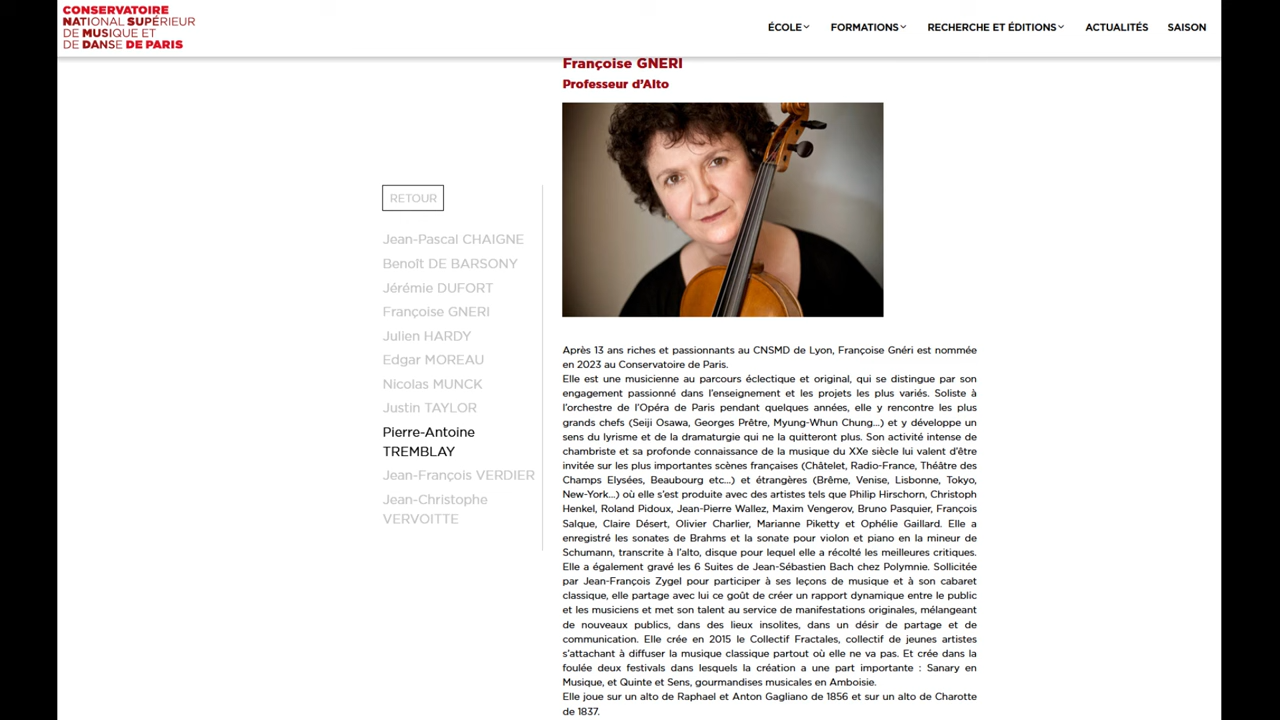 CONSERVATOIRE
NATIONAL SUPÉRIEUR
DE MUSIQUE ET
DE DANSE DE PARIS
ÉCOLE
FORMATIONS
RECHERCHE ET ÉDITIONS
ACTUALITÉS
SAISON
RETOUR
Jean-Pascal CHAIGNE
Benoît DE BARSONY
Jérémie DUFORT
Françoise GNERI
Julien HARDY
Edgar MOREAU
Nicolas MUNCK
Justin TAYLOR
Pierre-Antoine
TREMBLAY
Jean-François VERDIER
Jean-Christophe
VERVOITTE
Françoise GNERI
Professeur d'Alto
Après 13 ans riches et passionnants au CNSMD de Lyon, Françoise Gnéri est nommée
en 2023 au Conservatoire de Paris.
Elle est une musicienne au parcours éclectique et original, qui se distingue par son
engagement passionné dans l'enseignement et les projets les plus variés. Soliste à
l'orchestre de l'Opéra de Paris pendant quelques années, elle y rencontre les plus
grands chefs (Seiji Osawa, Georges Prêtre, Myung-Whun Chung...) et y développe un
sens du lyrisme et de la dramaturgie qui ne la quitteront plus. Son activité intense de
chambriste et sa profonde connaissance de la musique du XXe siècle lui valent d'être
invitée sur les plus importantes scènes françaises (Châtelet, Radio-France, Théâtre des
Champs Elysées, Beaubourg etc...) et étrangères (Brême, Venise, Lisbonne, Tokyo,
New-York...) où elle s'est produite avec des artistes tels que Philip Hirschorn, Christoph
Henkel, Roland Pidoux, Jean-Pierre Wallez, Maxim Vengerov, Bruno Pasquier, François
Salque, Claire Désert, Olivier Charlier, Marianne Piketty et Ophélie Gaillard. Elle a
enregistré les sonates de Brahms et la sonate pour violon et piano en la mineur de
Schumann, transcrite à l'alto, disque pour lequel elle a récolté les meilleures critiques.
Elle a également gravé les 6 Suites de Jean-Sébastien Bach chez Polymnie. Sollicitée
par Jean-François Zygel pour participer à ses leçons de musique et à son cabaret
classique, elle partage avec lui ce goût de créer un rapport dynamique entre le public
et les musiciens et met son talent au service de manifestations originales, mélangeant
de nouveaux publics, dans des lieux insolites, dans un désir de partage et de
communication. Elle crée en 2015 le Collectif Fractales, collectif de jeunes artistes
s'attachant à diffuser la musique classique partout où elle ne va pas. Et crée dans la
foulée deux festivals dans lesquels la création a une part importante : Sanary en
Musique, et Quinte et Sens, gourmandises musicales en Amboisie.
Elle joue sur un alto de Raphael et Anton Gagliano de 1856 et sur un alto de Charotte
de 1837.